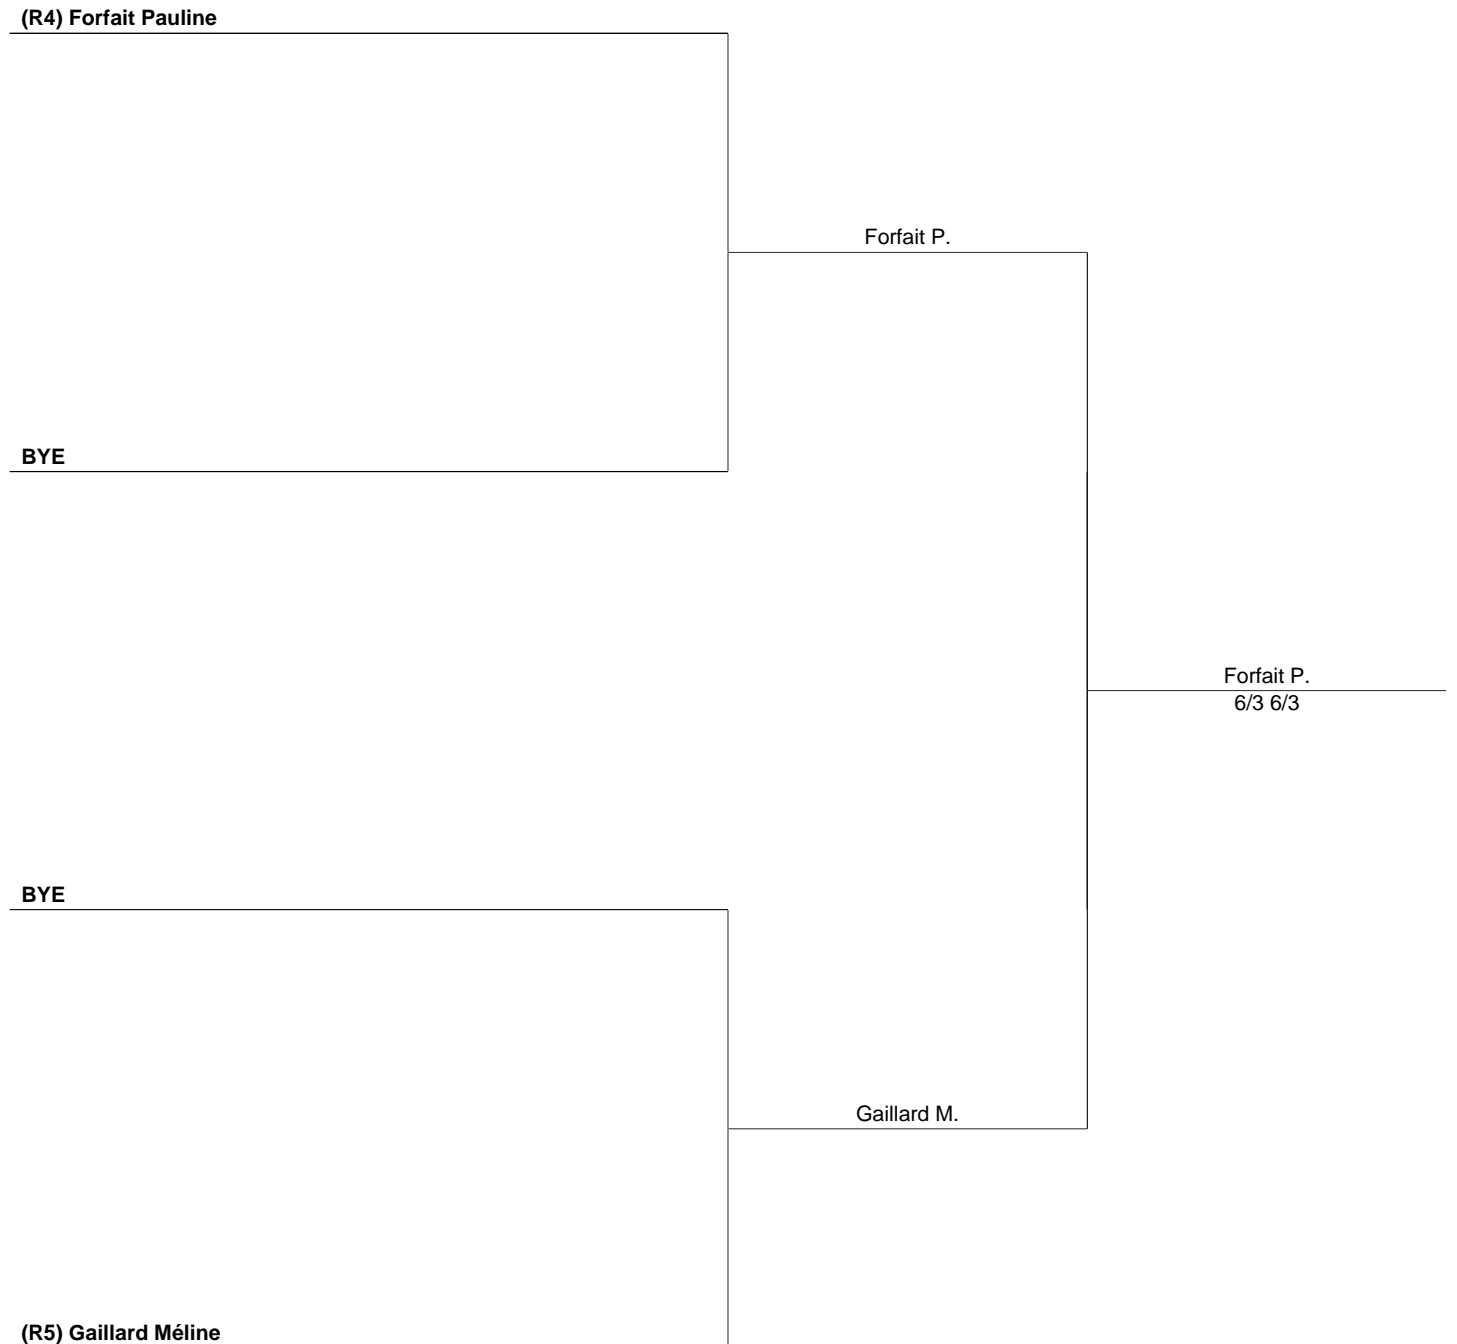 (R4) Forfait Pauline
Forfait P.
BYE
Forfait P.
6/3 6/3
BYE
Gaillard M.
(R5) Gaillard Méline